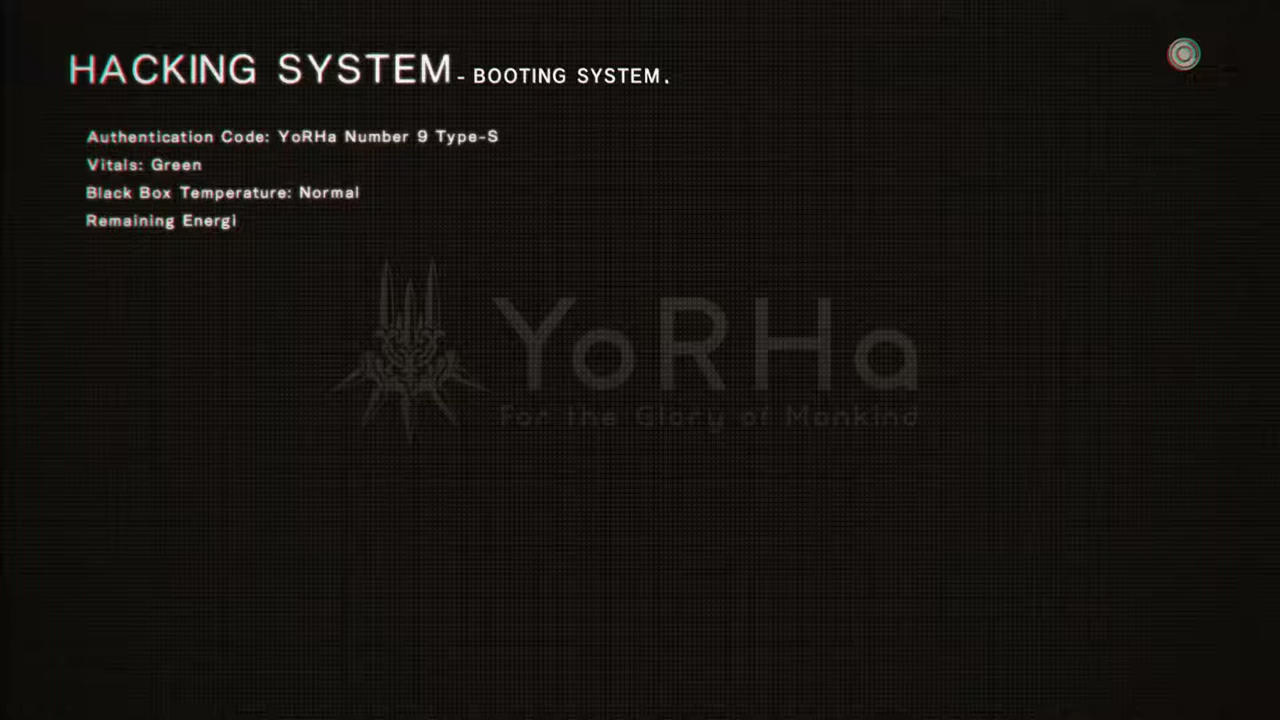 HACKING SYSTEM - BOOTING SYSTEM.
Authentication Code: YoRHa Number 9 Type-S
Vitals: Green
Black Box Temperature: Normal
Remaining Energi
YoRHa
For the Glory of Mankind